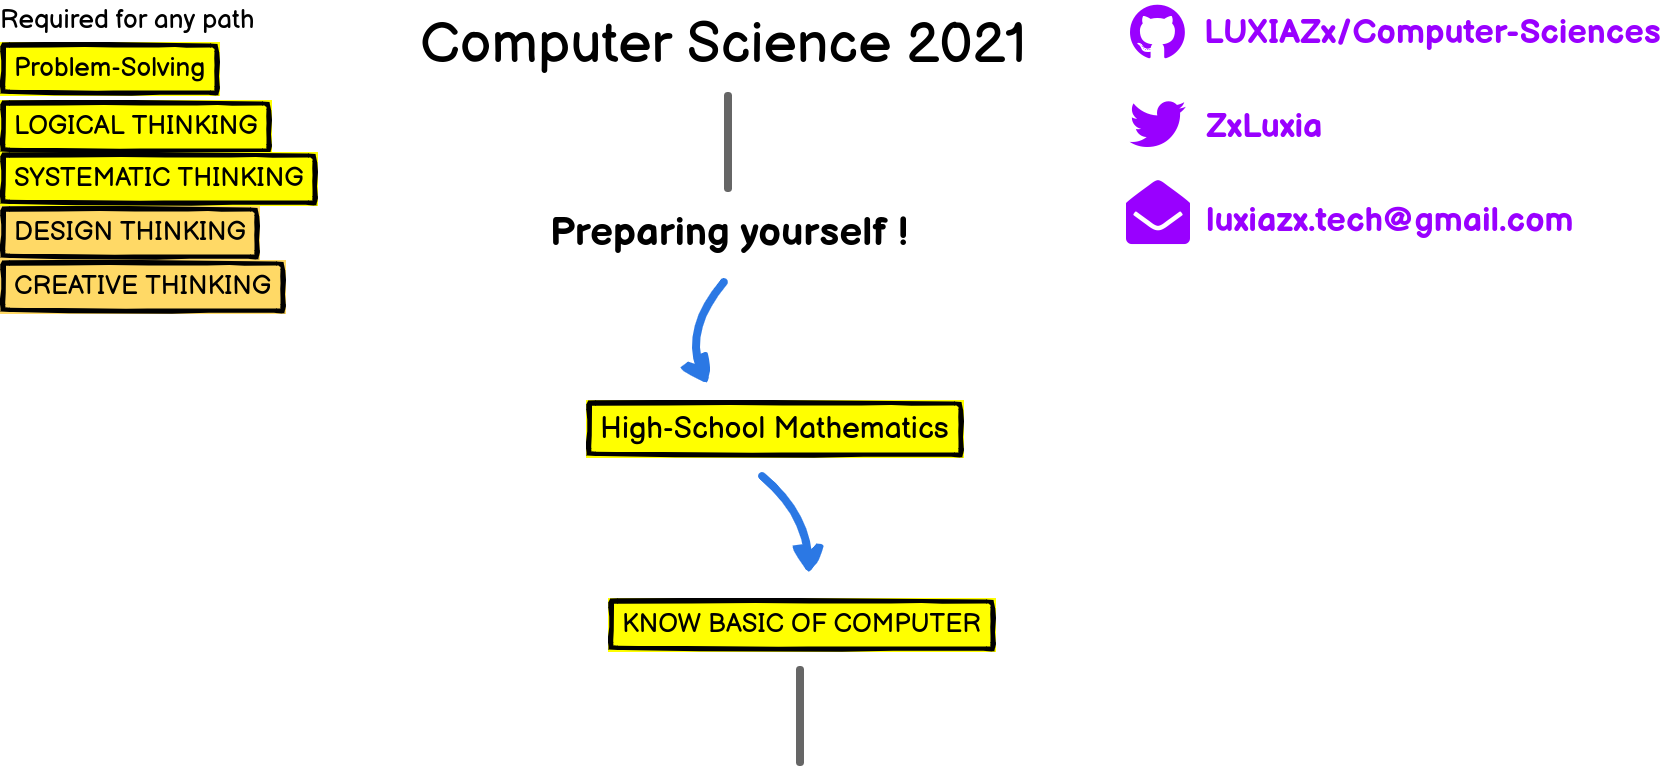 Required for any path
Problem-Solving
LOGICAL THINKING
SYSTEMATIC THINKING
DESIGN THINKING
CREATIVE THINKING
Computer Science 2021
Preparing yourself !
High-School Mathematics
KNOW BASIC OF COMPUTER
LUXIAZx/Computer-Sciences
ZxLuxia
luxiazx.tech@gmail.com